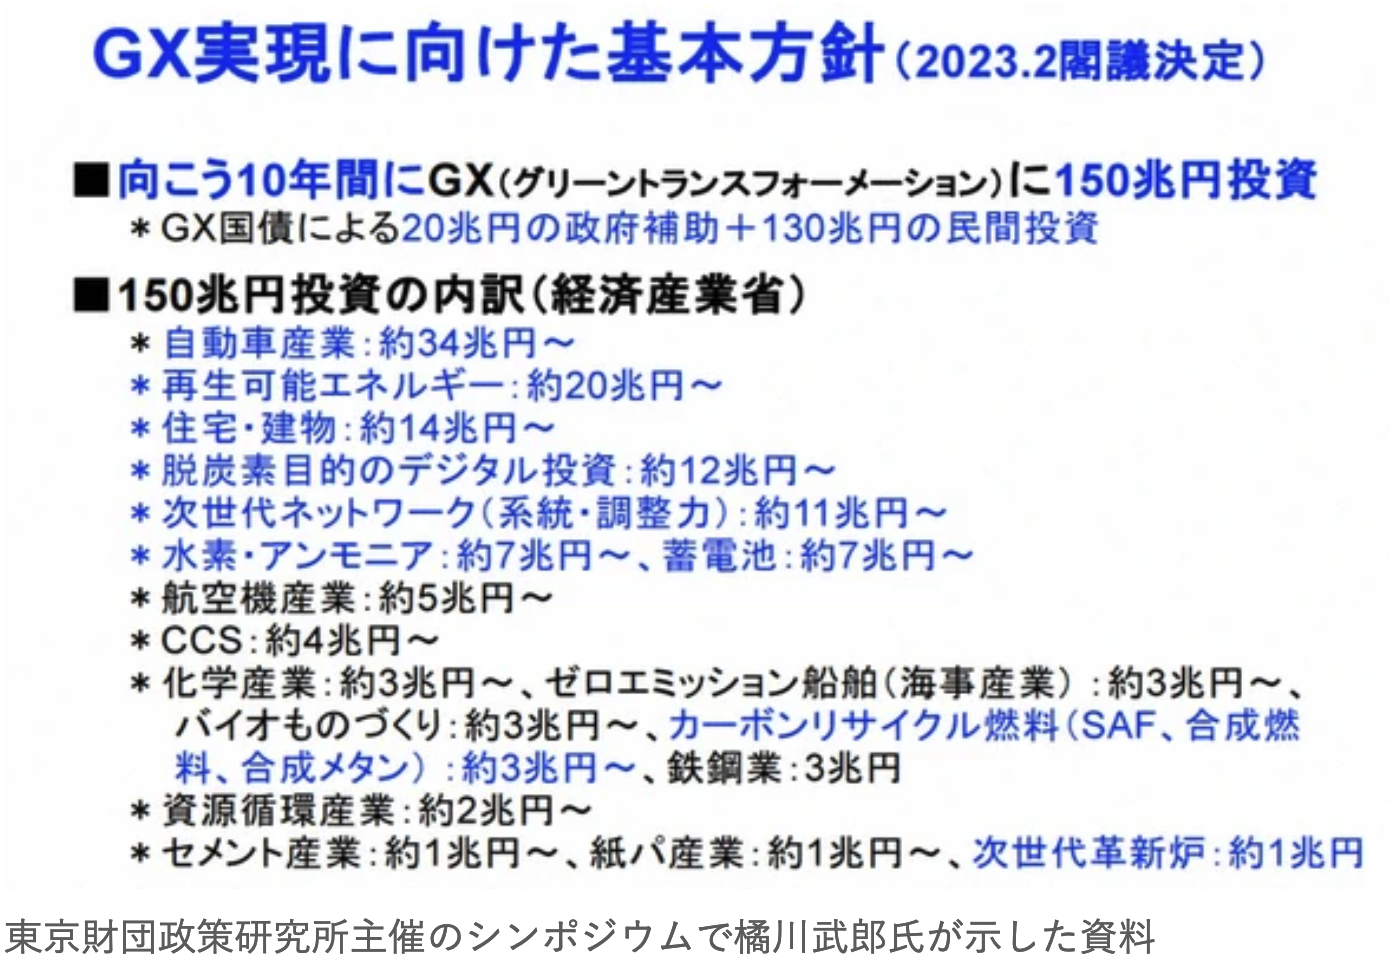 GX実現に向けた基本方針(2023.2閣議決定)
■向こう10年間にGX(グリーントランスフォーメーション)に150兆円投資
*GX国債による20兆円の政府補助+130兆円の民間投資
■150兆円投資の内訳(経済産業省)
*自動車産業:約34兆円〜
*再生可能エネルギー:約20兆円〜
*住宅・建物:約14兆円〜
*脱炭素目的のデジタル投資:約12兆円〜
*次世代ネットワーク(系統・調整力):約11兆円〜
*水素・アンモニア:約7兆円〜、蓄電池:約7兆円〜
*航空機産業:約5兆円〜
*CCS:約4兆円〜
*化学産業:約3兆円〜、ゼロエミッション船舶(海事産業):約3兆円〜、
バイオものづくり:約3兆円〜、カーボンリサイクル燃料(SAF、合成燃
料、合成メタン):約3兆円〜、鉄鋼業:3兆円
*資源循環産業:約2兆円〜
*セメント産業:約1兆円〜、紙パ産業:約1兆円〜、次世代革新炉:約1兆円
東京財団政策研究所主催のシンポジウムで橘川武郎氏が示した資料